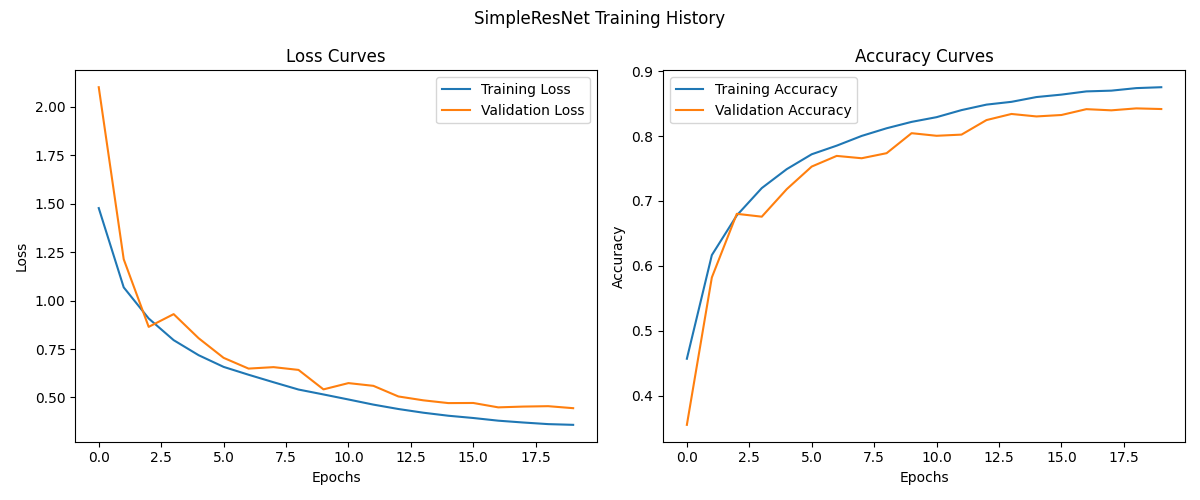 SimpleResNet Training History
Loss Curves
Training Loss
Validation Loss
2.00
1.75
1.50
1.25
1.00
0.75
0.50
Loss
0.0 2.5 5.0 7.5 10.0 12.5 15.0 17.5
Epochs
Accuracy Curves
Training Accuracy
Validation Accuracy
0.9
0.8
0.7
0.6
0.5
0.4
Accuracy
0.0 2.5 5.0 7.5 10.0 12.5 15.0 17.5
Epochs